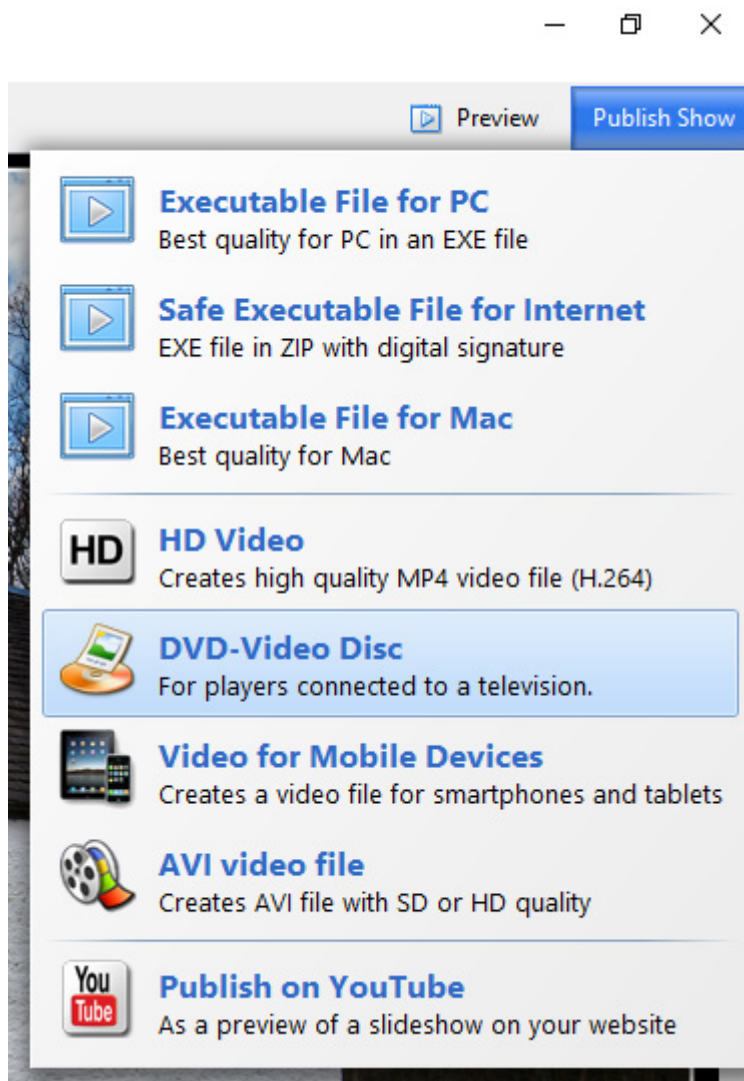 Preview
Publish Show
Executable File for PC
Best quality for PC in an EXE file
Safe Executable File for Internet
EXE file in ZIP with digital signature
Executable File for Mac
Best quality for Mac
HD
HD Video
Creates high quality MP4 video file (H.264)
DVD-Video Disc
For players connected to a television.
Video for Mobile Devices
Creates a video file for smartphones and tablets
AVI video file
Creates AVI file with SD or HD quality
You
Tube
Publish on YouTube
As a preview of a slideshow on your website